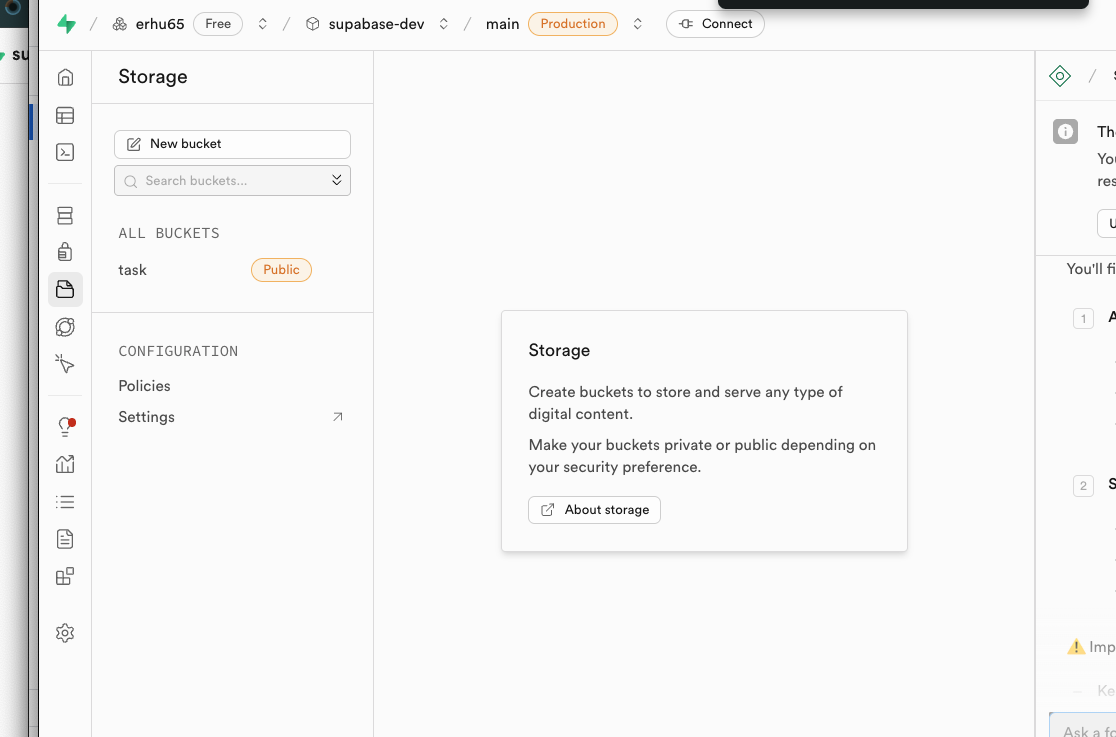 su
erhu65 Free / supabase-dev / main Production Connect
Storage
New bucket
Search buckets...
ALL BUCKETS
task Public
CONFIGURATION
Policies
Settings
Storage
Create buckets to store and serve any type of
digital content.
Make your buckets private or public depending on
your security preference.
About storage
/ S
The
You
res
U
You'll fi
1 A
2 S
Imp
Ke
Ask a fo